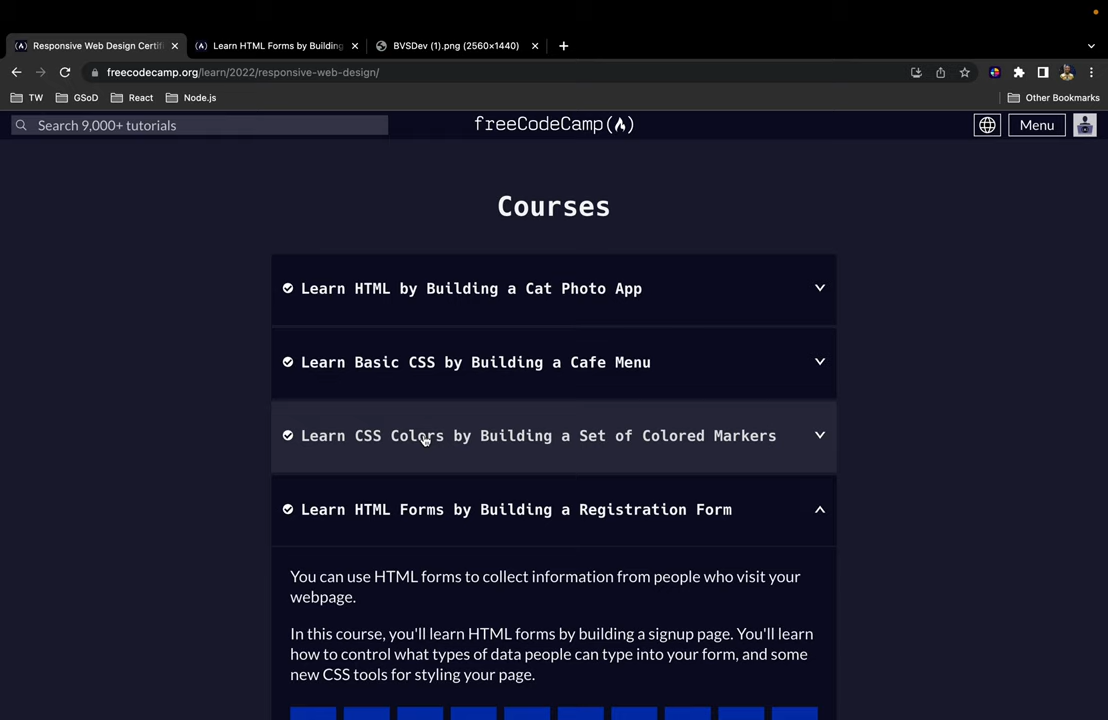 Responsive Web Design Certifi
Learn HTML Forms by Building
BVSDev (1).png (2560×1440)
freecodecamp.org/learn/2022/responsive-web-design/
TW
GSoD
React
Node.js
Other Bookmarks
Search 9,000+ tutorials
freeCodeCamp
Menu
Courses
Learn HTML by Building a Cat Photo App
Learn Basic CSS by Building a Cafe Menu
Learn CSS Colors by Building a Set of Colored Markers
Learn HTML Forms by Building a Registration Form
You can use HTML forms to collect information from people who visit your
webpage.
In this course, you'll learn HTML forms by building a signup page. You'll learn
how to control what types of data people can type into your form, and some
new CSS tools for styling your page.